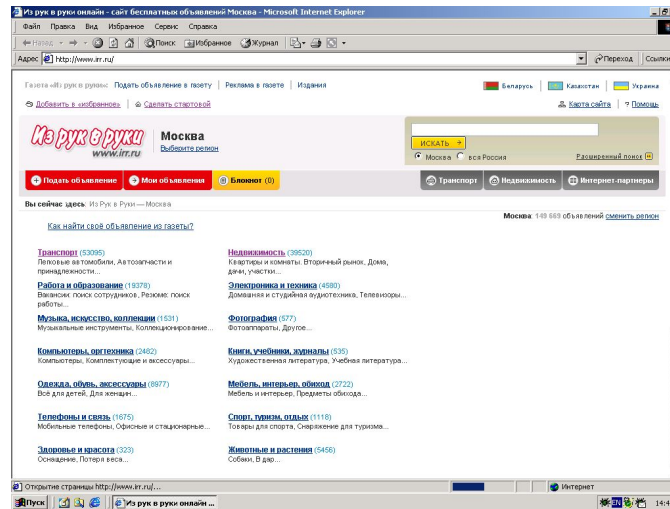 Из рук в руки онлайн - сайт бесплатных объявлений Москва - Microsoft Internet Explorer
Файл Правка Вид Избранное Сервис Справка
Назад Поиск Избранное Журнал
Адрес http://www.irr.ru/ Переход Ссылки
Газета «Из рук в руки»: Подать объявление в газету Реклама в газете Издания Беларусь Казахстан Украина
Добавить в «избранное» Сделать стартовой Карта сайта ? Помощь
Из рук в руки
www.irr.ru
Москва
Выберите регион
ИСКАТЬ
Москва вся Россия Расширенный поиск
Подать объявление Мои объявления Блокнот (0) Транспорт Недвижимость Интернет-партнеры
Вы сейчас здесь: Из Рук в Руки — Москва
Москва: 149 669 объявлений сменить регион
Как найти своё объявление из газеты?
Транспорт (53095)
Легковые автомобили, Автозапчасти и
принадлежности...
Недвижимость (39520)
Квартиры и комнаты. Вторичный рынок, Дома,
дачи, участки...
Работа и образование (19378)
Вакансии: поиск сотрудников, Резюме: поиск
работы...
Электроника и техника (4580)
Домашняя и студийная аудиотехника, Телевизоры...
Музыка, искусство, коллекции (1531)
Музыкальные инструменты, Коллекционирование...
Фотография (577)
Фотоаппараты, Другое...
Компьютеры, оргтехника (2482)
Компьютеры, Комплектующие и аксессуары...
Книги, учебники, журналы (535)
Художественная литература, Учебная литература...
Одежда, обувь, аксессуары (8977)
Всё для детей, Для женщин...
Мебель, интерьер, обиход (2722)
Мебель и интерьер, Предметы обихода...
Телефоны и связь (1675)
Мобильные телефоны, Офисные и стационарные...
Спорт, туризм, отдых (1118)
Товары для спорта, Снаряжение для туризма...
Здоровье и красота (323)
Оснащение, Потеря веса...
Животные и растения (5456)
Собаки, В дар...
Открытие страницы http://www.irr.ru/... Интернет
Пуск Из рук в руки онлайн ... EN 14:4